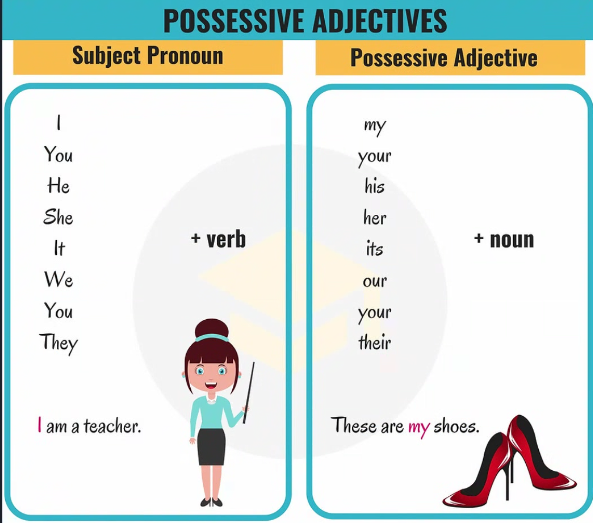 POSSESSIVE ADJECTIVES
Subject Pronoun
I
You
He
She
It
We
You
They
+ verb
I am a teacher.
Possessive Adjective
my
your
his
her
its
our
your
their
+ noun
These are my shoes.